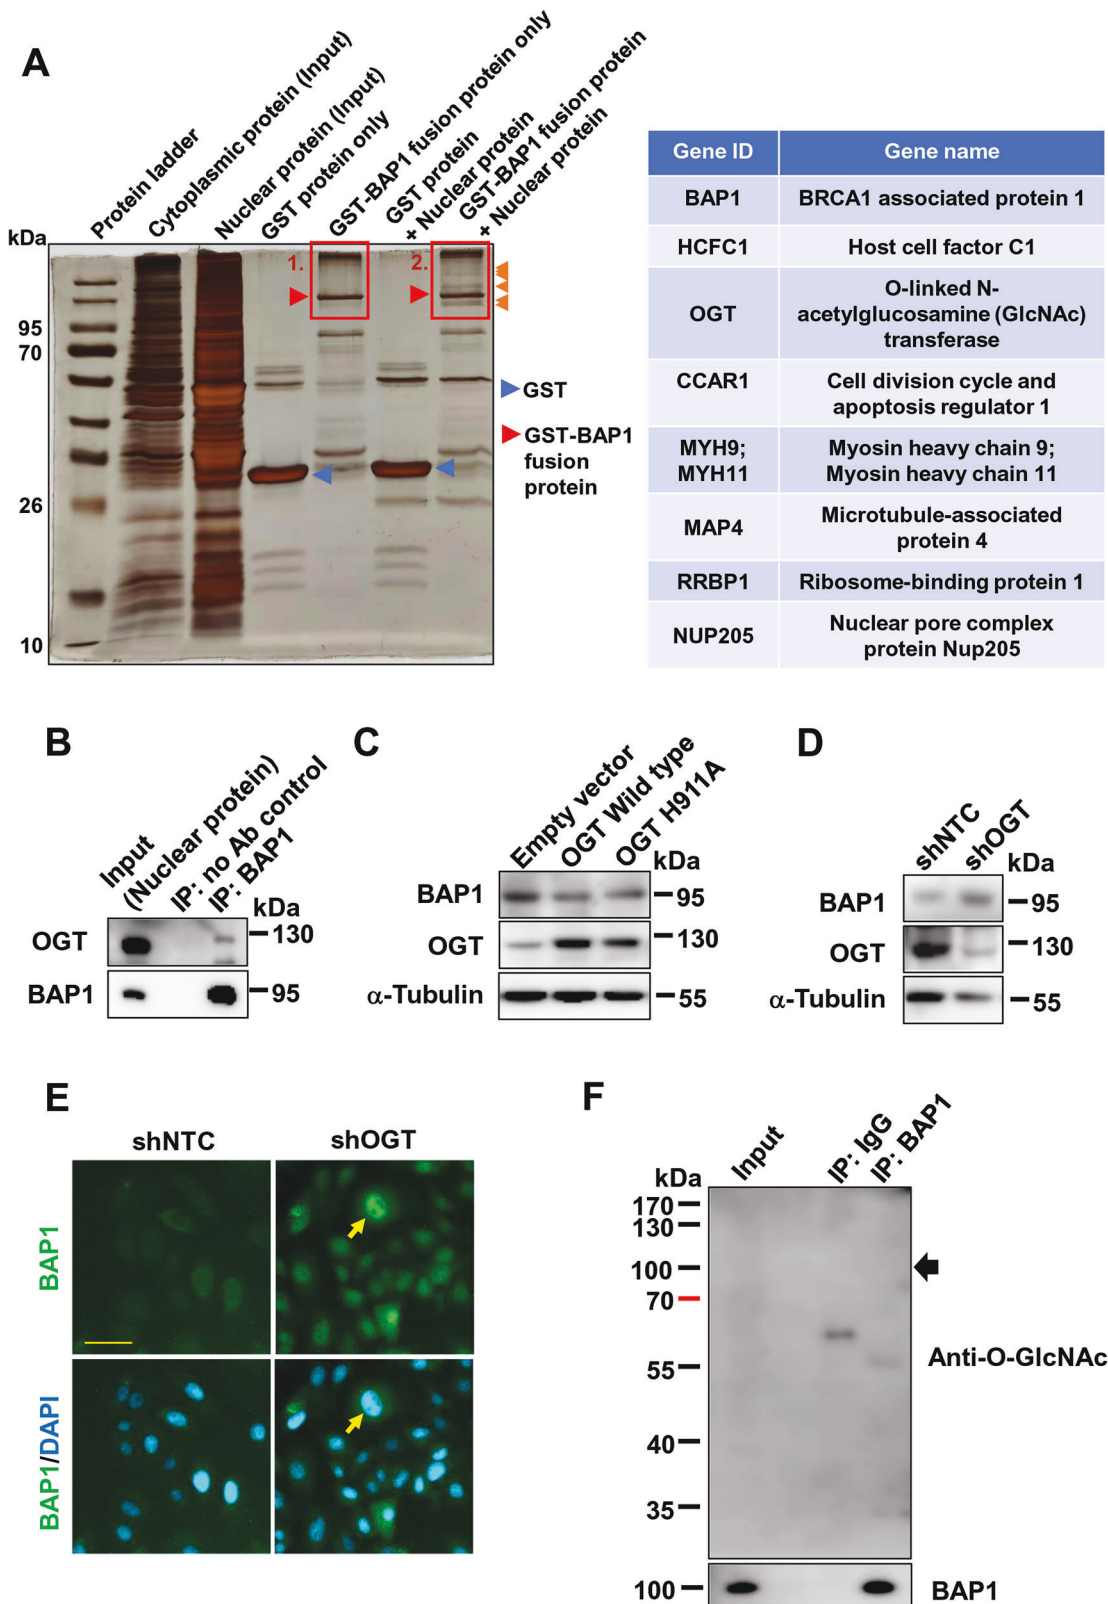 A
Protein ladder
Cytoplasmic protein (Input)
Nuclear protein (Input)
GST protein only
GST-BAP1 fusion protein only
GST protein
+ Nuclear protein
GST-BAP1 fusion protein
+ Nuclear protein
kDa
95
70
26
10
1.
2.
GST
GST-BAP1
fusion
protein
Gene ID
Gene name
BAP1
BRCA1 associated protein 1
HCFC1
Host cell factor C1
OGT
O-linked N-
acetylglucosamine (GlcNAc)
transferase
CCAR1
Cell division cycle and
apoptosis regulator 1
MYH9;
MYH11
Myosin heavy chain 9;
Myosin heavy chain 11
MAP4
Microtubule-associated
protein 4
RRBP1
Ribosome-binding protein 1
NUP205
Nuclear pore complex
protein Nup205
B
Input
(Nuclear protein)
IP: no Ab control
IP: BAP1
kDa
OGT
130
BAP1
95
C
Empty vector
OGT Wild type
OGT H911A
kDa
BAP1
95
OGT
130
α-Tubulin
55
D
shNTC
shOGT
kDa
BAP1
95
OGT
130
α-Tubulin
55
E
shNTC
shOGT
BAP1
BAP1/DAPI
F
Input
IP: IgG
IP: BAP1
kDa
170
130
100
70
55
40
35
Anti-O-GlcNAc
100
BAP1